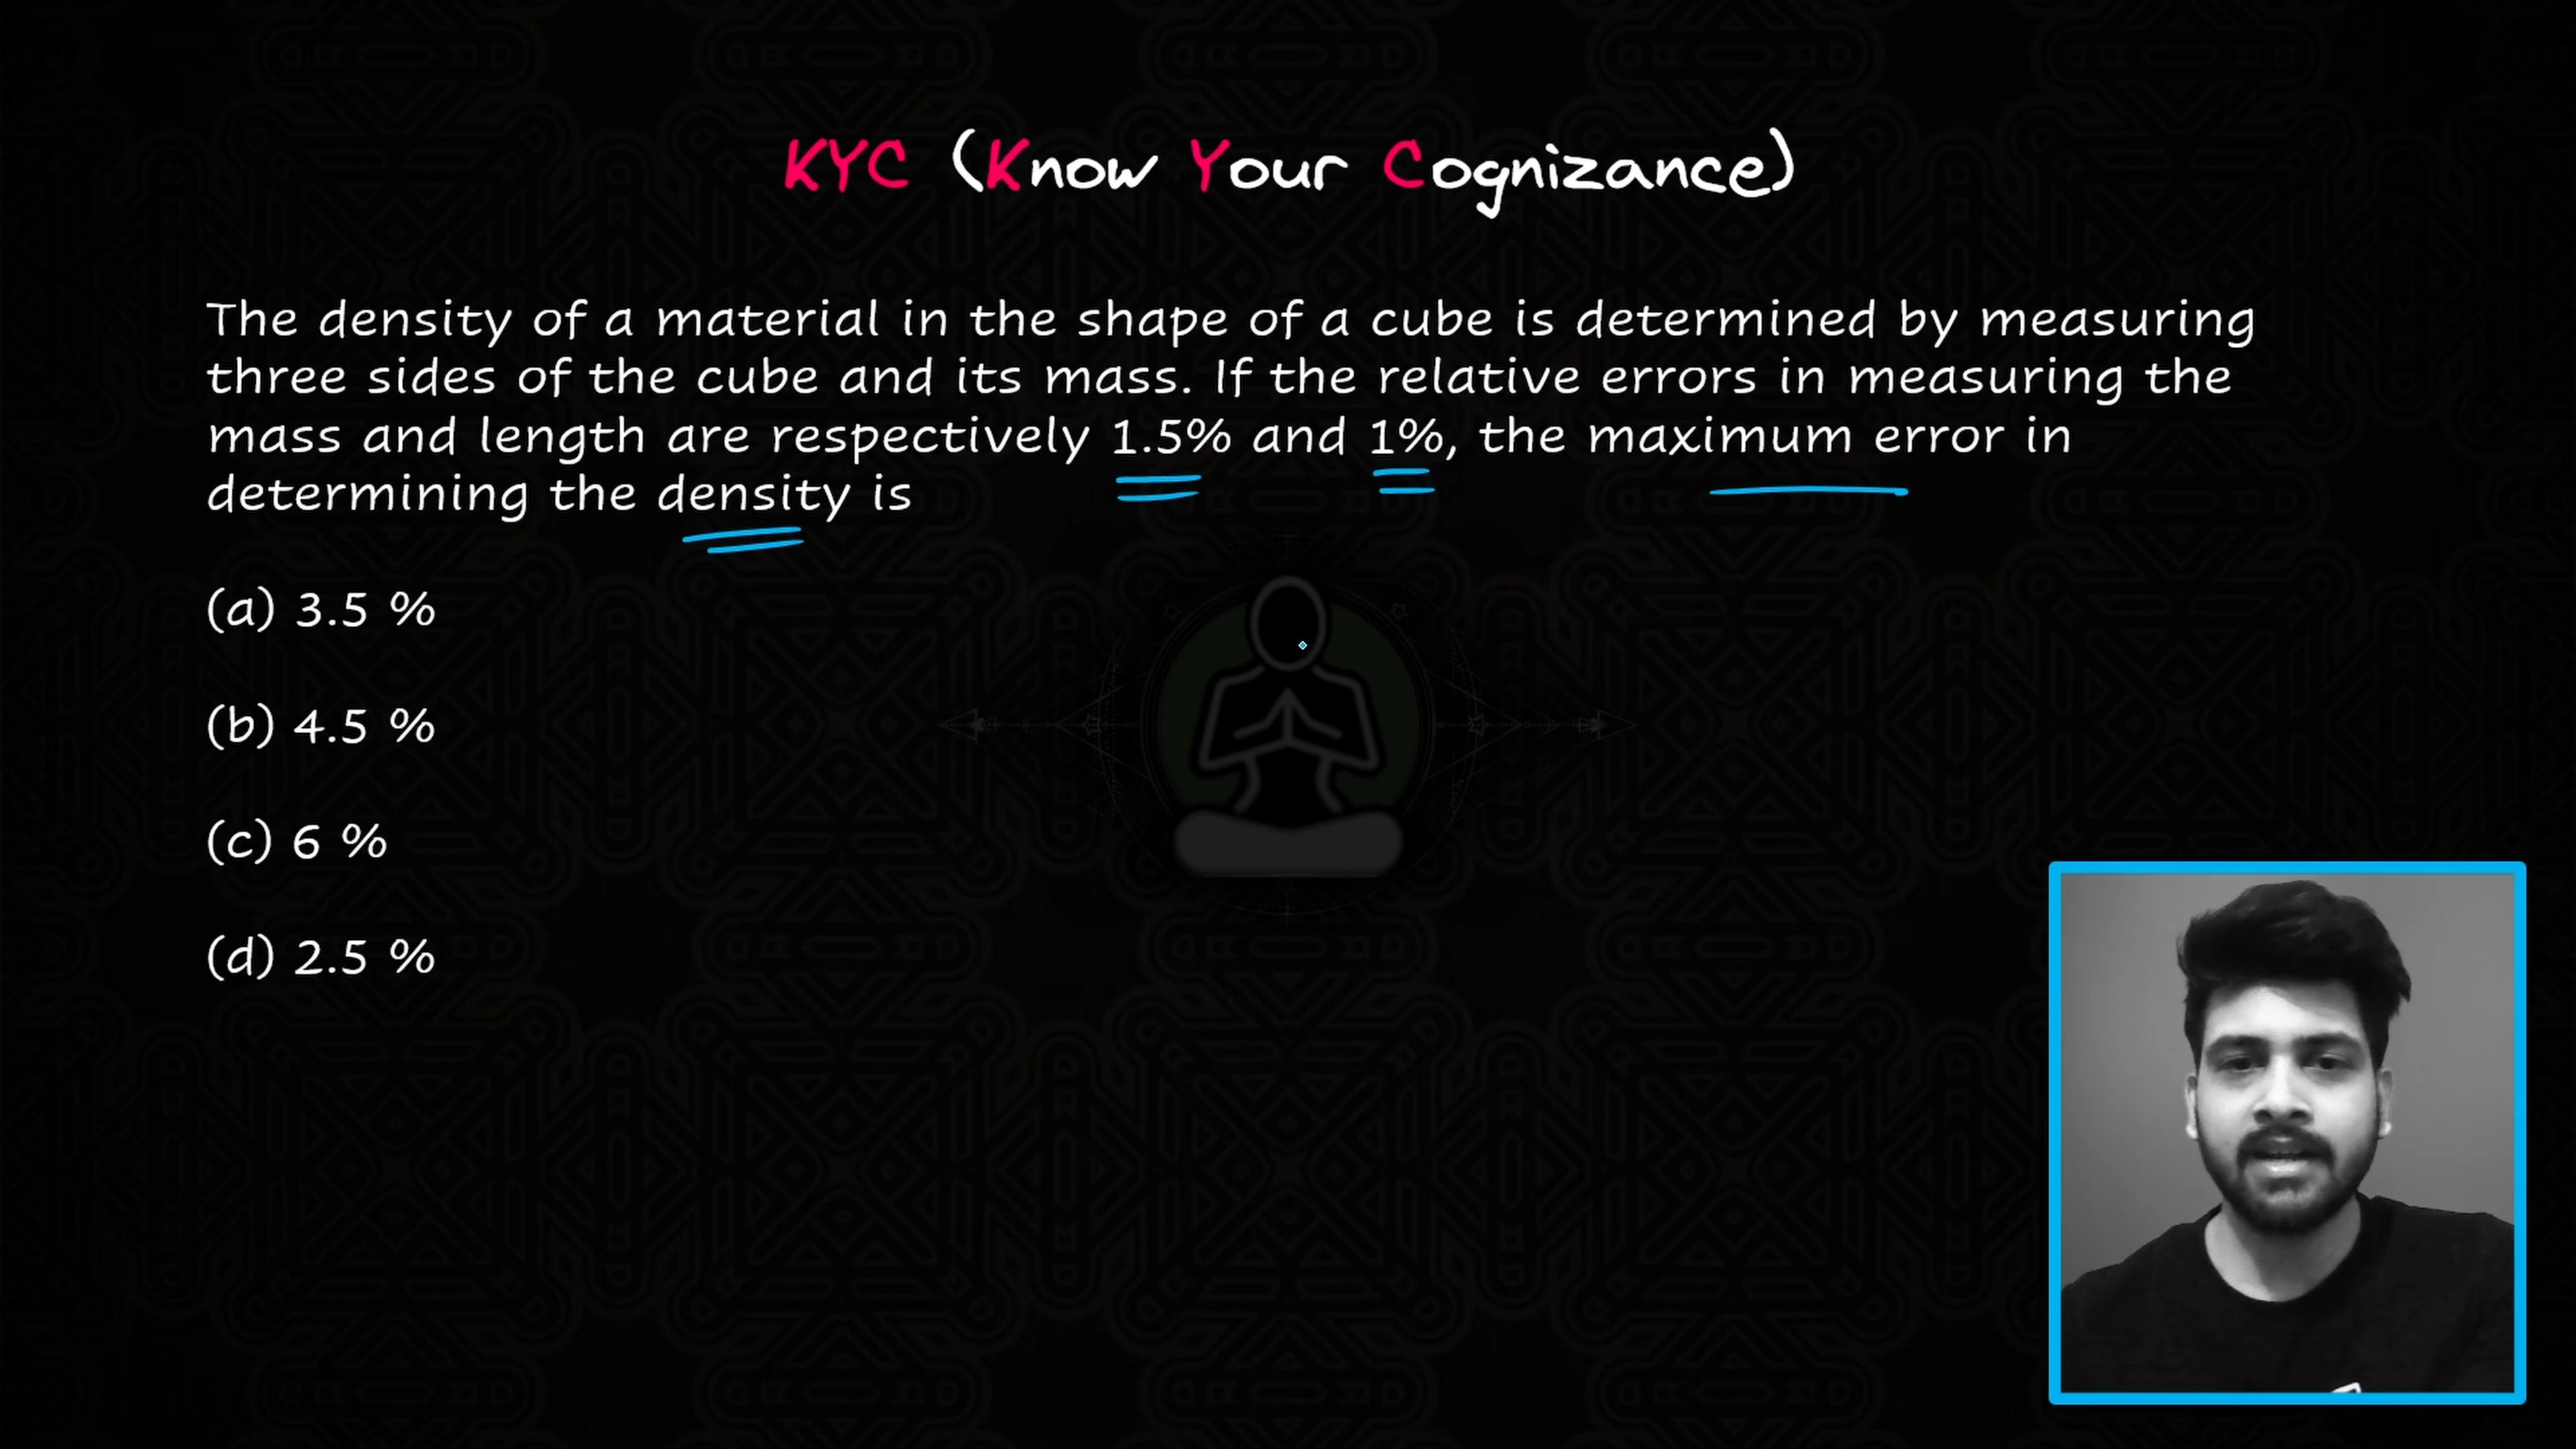 KYC (Know Your Cognizance)
The density of a material in the shape of a cube is determined by measuring
three sides of the cube and its mass. If the relative errors in measuring the
mass and length are respectively 1.5% and 1%, the maximum error in
determining the density is
(a) 3.5 %
(b) 4.5 %
(c) 6 %
(d) 2.5 %